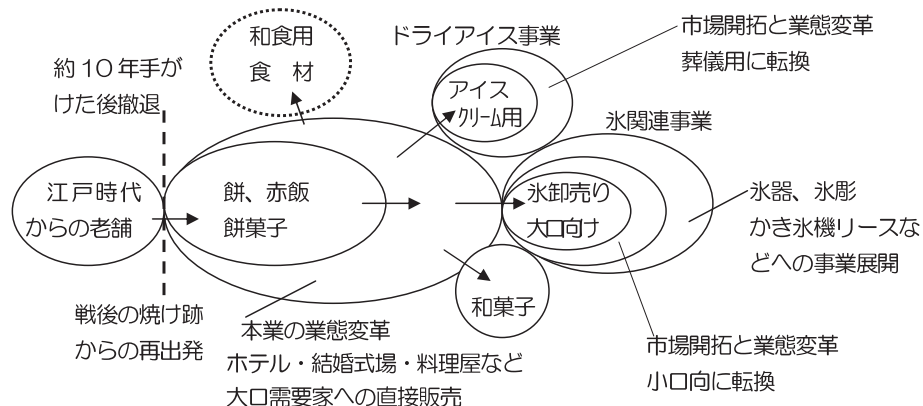 和食用
食　材
ドライアイス事業
市場開拓と業態変革
葬儀用に転換
約10年手が
けた後撤退
アイス
クリーム用
氷関連事業
江戸時代
からの老舗
餅、赤飯
餅菓子
氷卸売り
大口向け
氷器、氷彫
かき氷機リースな
どへの事業展開
和菓子
戦後の焼け跡
からの再出発
本業の業態変革
ホテル・結婚式場・料理屋など
大口需要家への直接販売
市場開拓と業態変革
小口向に転換